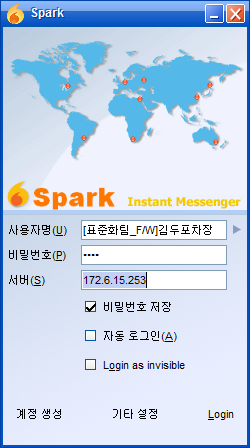 Spark
Spark Instant Messenger
사용자명(U) [표준화팀_F/W]김두포차장
비밀번호(P) ••••
서버(S) 172.6.15.253
비밀번호 저장
자동 로그인(A)
Login as invisible
계정 생성 기타 설정 Login